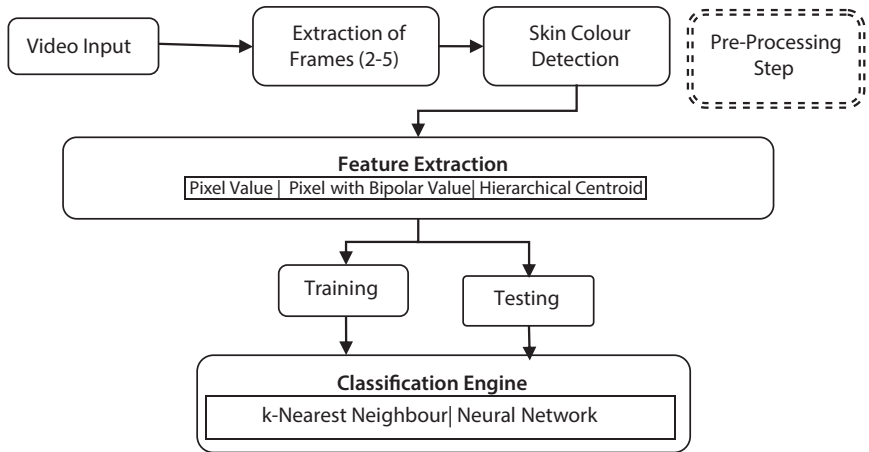 Video Input
Extraction of
Frames (2-5)
Skin Colour
Detection
Pre-Processing
Step
Feature Extraction
Pixel Value | Pixel with Bipolar Value| Hierarchical Centroid
Training
Testing
Classification Engine
k-Nearest Neighbour| Neural Network